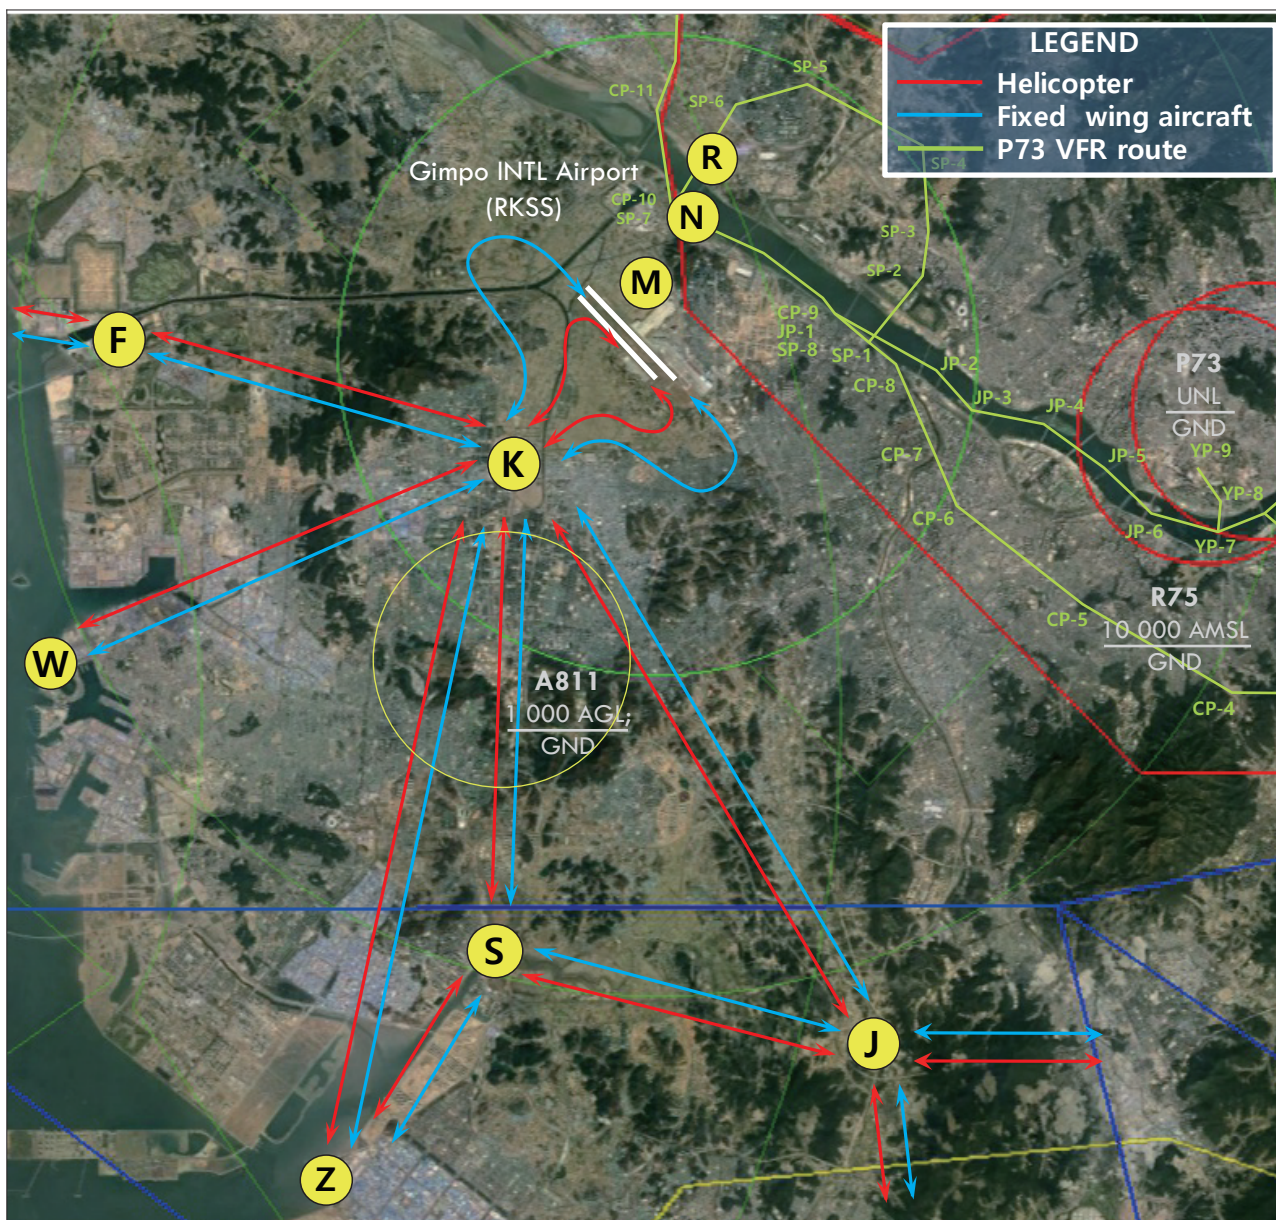 LEGEND
Helicopter
Fixed wing aircraft
P73 VFR route
SP-5
CP-11
SP-6
R
SP-4
Gimpo INTL Airport
(RKSS)
CP-10
SP-7
N
SP-3
SP-2
M
CP-9
JP-1
SP-8
SP-1
CP-8
JP-2
JP-3
JP-4
P73
UNL
GND
F
K
CP-7
JP-5
YP-9
YP-8
CP-6
JP-6
YP-7
R75
10 000 AMSL
GND
CP-5
CP-4
W
A811
1 000 AGL;
GND
S
J
Z